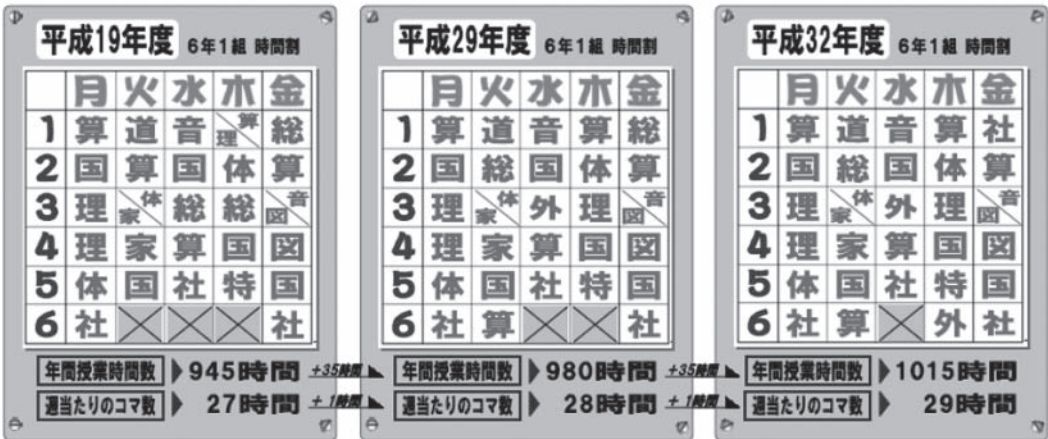 平成19年度 6年1組 時間割
月 火 水 木 金
1 算 道 音 算/理 総
2 国 算 国 体 算
3 理 体/家 総 総 音/図
4 理 家 算 国 図
5 体 国 社 特 国
6 社 社
年間授業時間数 945時間
週当たりのコマ数 27時間
+35時間
+1時間
平成29年度 6年1組 時間割
月 火 水 木 金
1 算 道 音 算 総
2 国 総 国 体 算
3 理 体/家 外 理 音/図
4 理 家 算 国 図
5 体 国 社 特 国
6 社 算 社
年間授業時間数 980時間
週当たりのコマ数 28時間
+35時間
+1時間
平成32年度 6年1組 時間割
月 火 水 木 金
1 算 道 音 算 社
2 国 総 国 体 算
3 理 体/家 外 理 音/図
4 理 家 算 国 図
5 体 国 社 特 国
6 社 算 外 社
年間授業時間数 1015時間
週当たりのコマ数 29時間